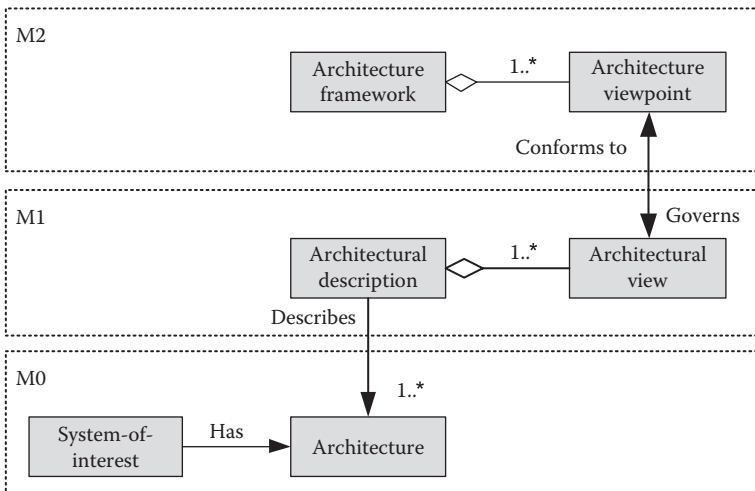 M2
Architecture
framework
1..*
Architecture
viewpoint
Conforms to
Governs
M1
Architectural
description
1..*
Architectural
view
Describes
1..*
M0
System-of-
interest
Has
Architecture